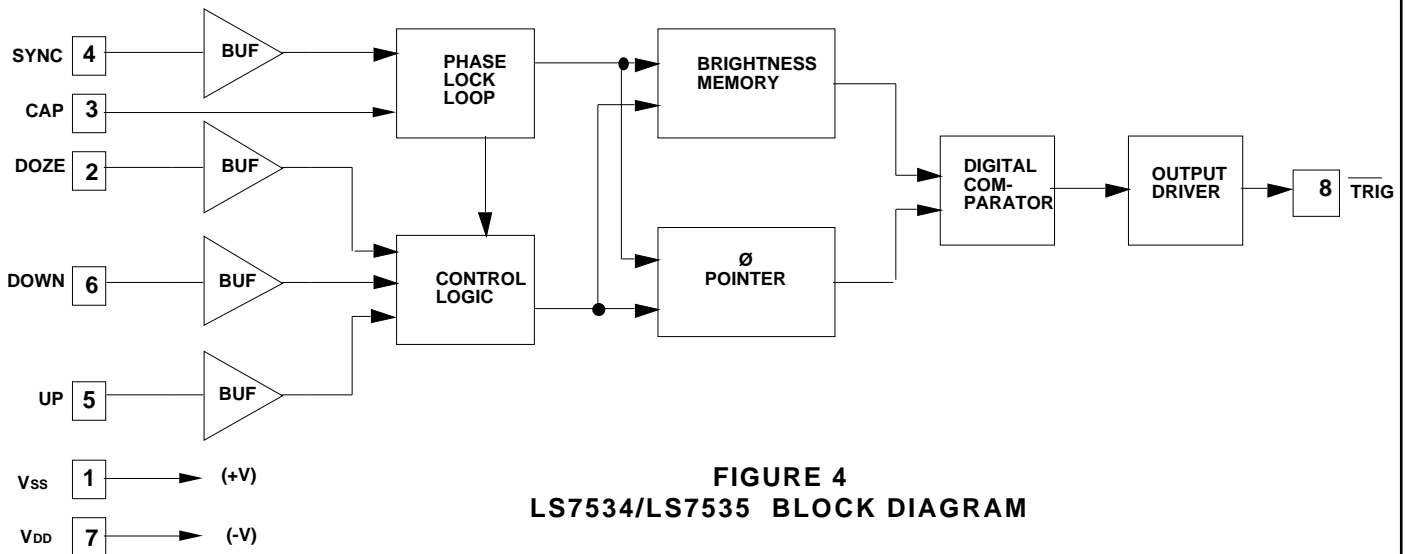 SYNC 4 BUF
CAP 3
PHASE
LOCK
LOOP
DOZE 2 BUF
DOWN 6 BUF
CONTROL
LOGIC
UP 5 BUF
BRIGHTNESS
MEMORY
Ø
POINTER
DIGITAL
COM-
PARATOR
OUTPUT
DRIVER
8 TRIG
VSS 1 (+V)
VDD 7 (-V)
FIGURE 4
LS7534/LS7535 BLOCK DIAGRAM